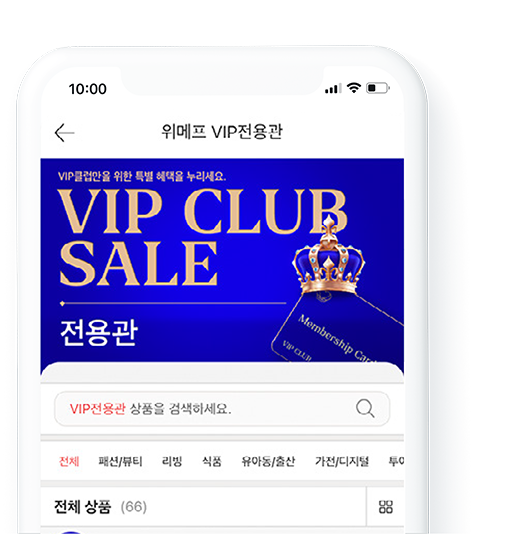 10:00
위메프 VIP전용관
VIP클럽만을 위한 특별 혜택을 누리세요.
VIP CLUB
SALE
전용관
Membership Card
VIP CLUB
VIP전용관 상품을 검색하세요.
전체 패션/뷰티 리빙 식품 유아동/출산 가전/디지털
전체 상품 (66)